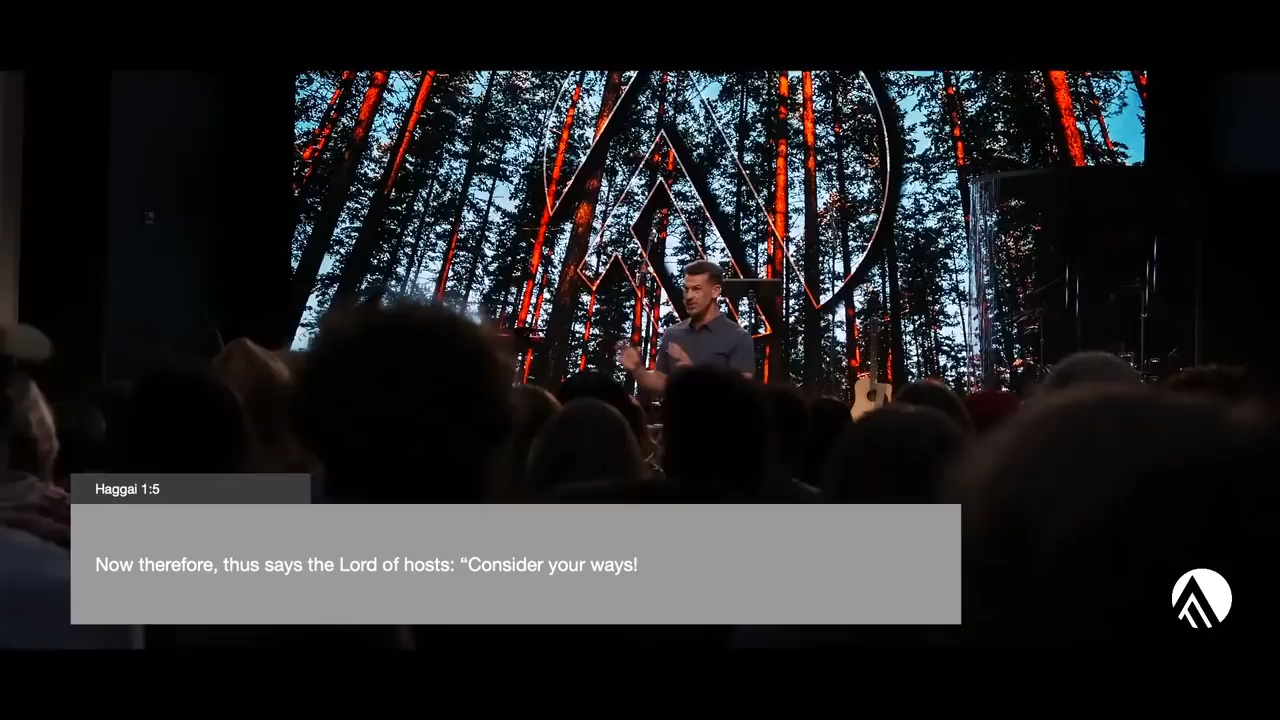 Haggai 1:5
Now therefore, thus says the Lord of hosts: “Consider your ways!